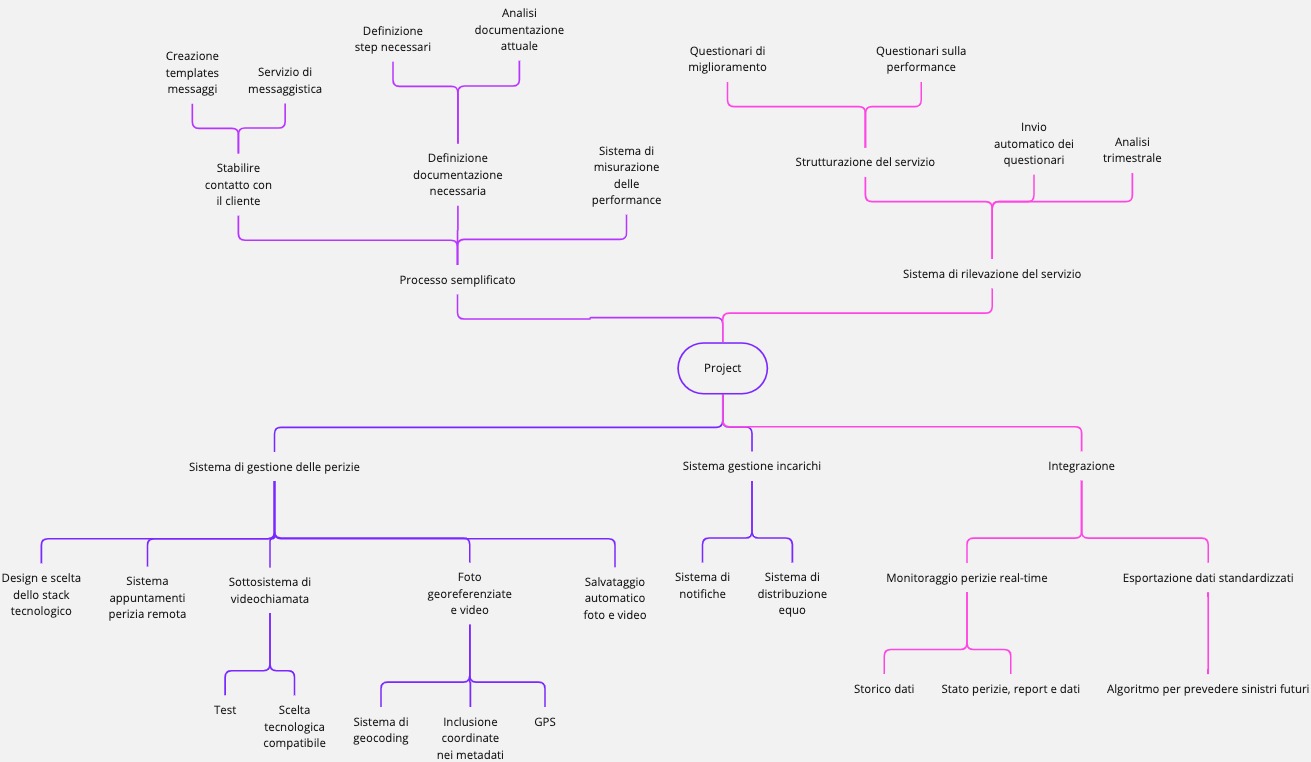 Creazione
templates
messaggi
Servizio di
messaggistica
Definizione
step necessari
Analisi
documentazione
attuale
Stabilire
contatto con
il cliente
Definizione
documentazione
necessaria
Sistema di
misurazione
delle
performance
Processo semplificato
Questionari di
miglioramento
Questionari sulla
performance
Strutturazione del servizio
Invio
automatico dei
questionari
Analisi
trimestrale
Sistema di rilevazione del servizio
Project
Sistema di gestione delle perizie
Sistema gestione incarichi
Integrazione
Design e scelta
dello stack
tecnologico
Sistema
appuntamenti
perizia remota
Sottosistema di
videochiamata
Foto
georeferenziate
e video
Salvataggio
automatico
foto e video
Sistema di
notifiche
Sistema di
distribuzione
equo
Monitoraggio perizie real-time
Esportazione dati standardizzati
Test
Scelta
tecnologica
compatibile
Sistema di
geocoding
Inclusione
coordinate
nei metadati
GPS
Storico dati
Stato perizie, report e dati
Algoritmo per prevedere sinistri futuri